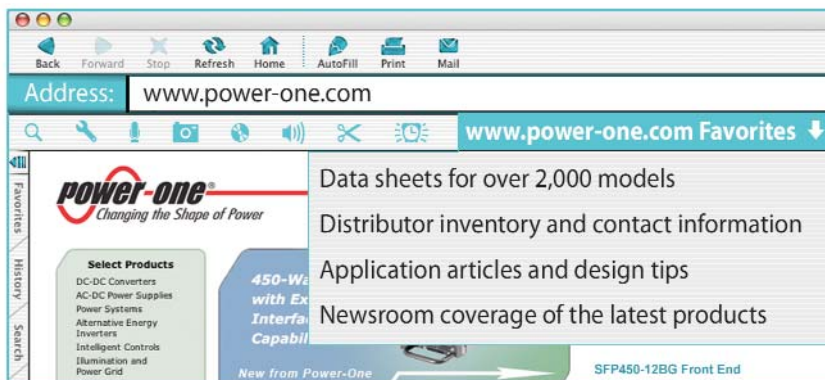 Back Forward Stop Refresh Home AutoFill Print Mail
Address: www.power-one.com
www.power-one.com Favorites
Favorites
History
Search
power-one®
Changing the Shape of Power
Data sheets for over 2,000 models
Distributor inventory and contact information
Application articles and design tips
Newsroom coverage of the latest products
Select Products
DC-DC Converters
AC-DC Power Supplies
Power Systems
Alternative Energy
Inverters
Intelligent Controls
Illumination and
Power Grid
450-Wa
with Ex
Interfa
Capabil
New from Power-One
SFP450-12BG Front End